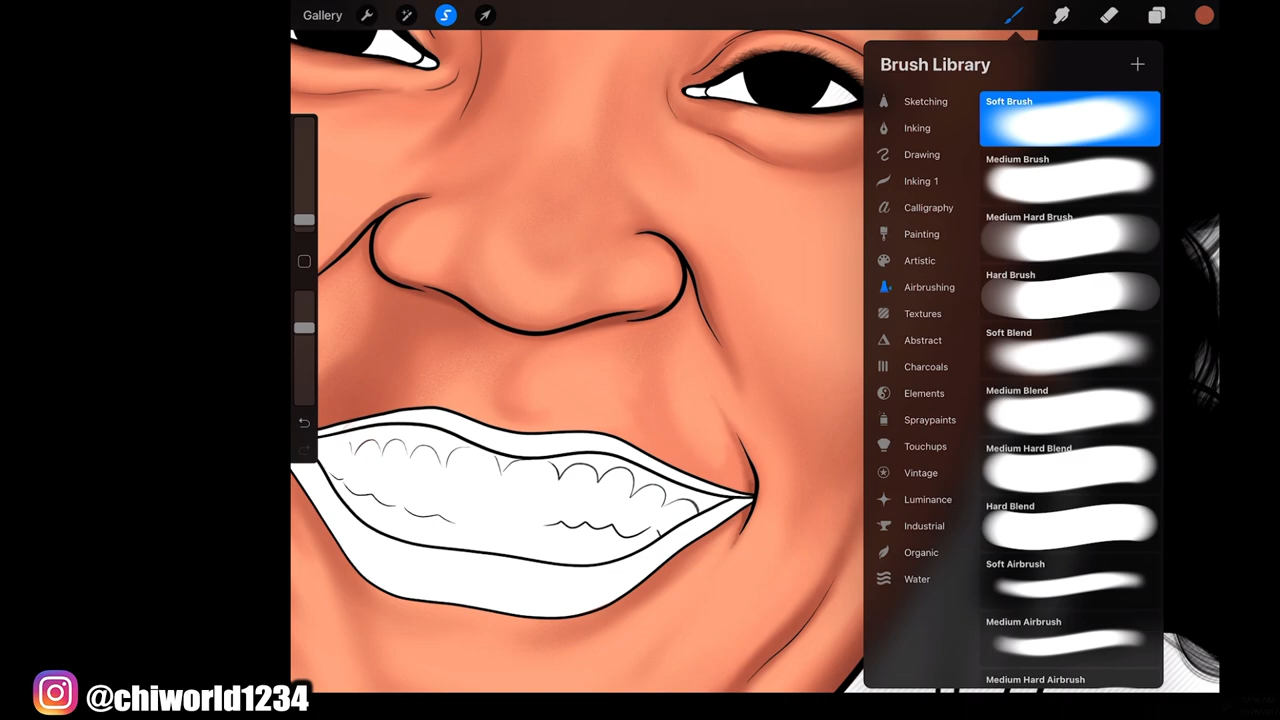 Gallery
Brush Library
Sketching
Inking
Drawing
Inking 1
Calligraphy
Painting
Artistic
Airbrushing
Textures
Abstract
Charcoals
Elements
Spraypaints
Touchups
Vintage
Luminance
Industrial
Organic
Water
Soft Brush
Medium Brush
Medium Hard Brush
Hard Brush
Soft Blend
Medium Blend
Medium Hard Blend
Hard Blend
Soft Airbrush
Medium Airbrush
Medium Hard Airbrush
@chiworld1234